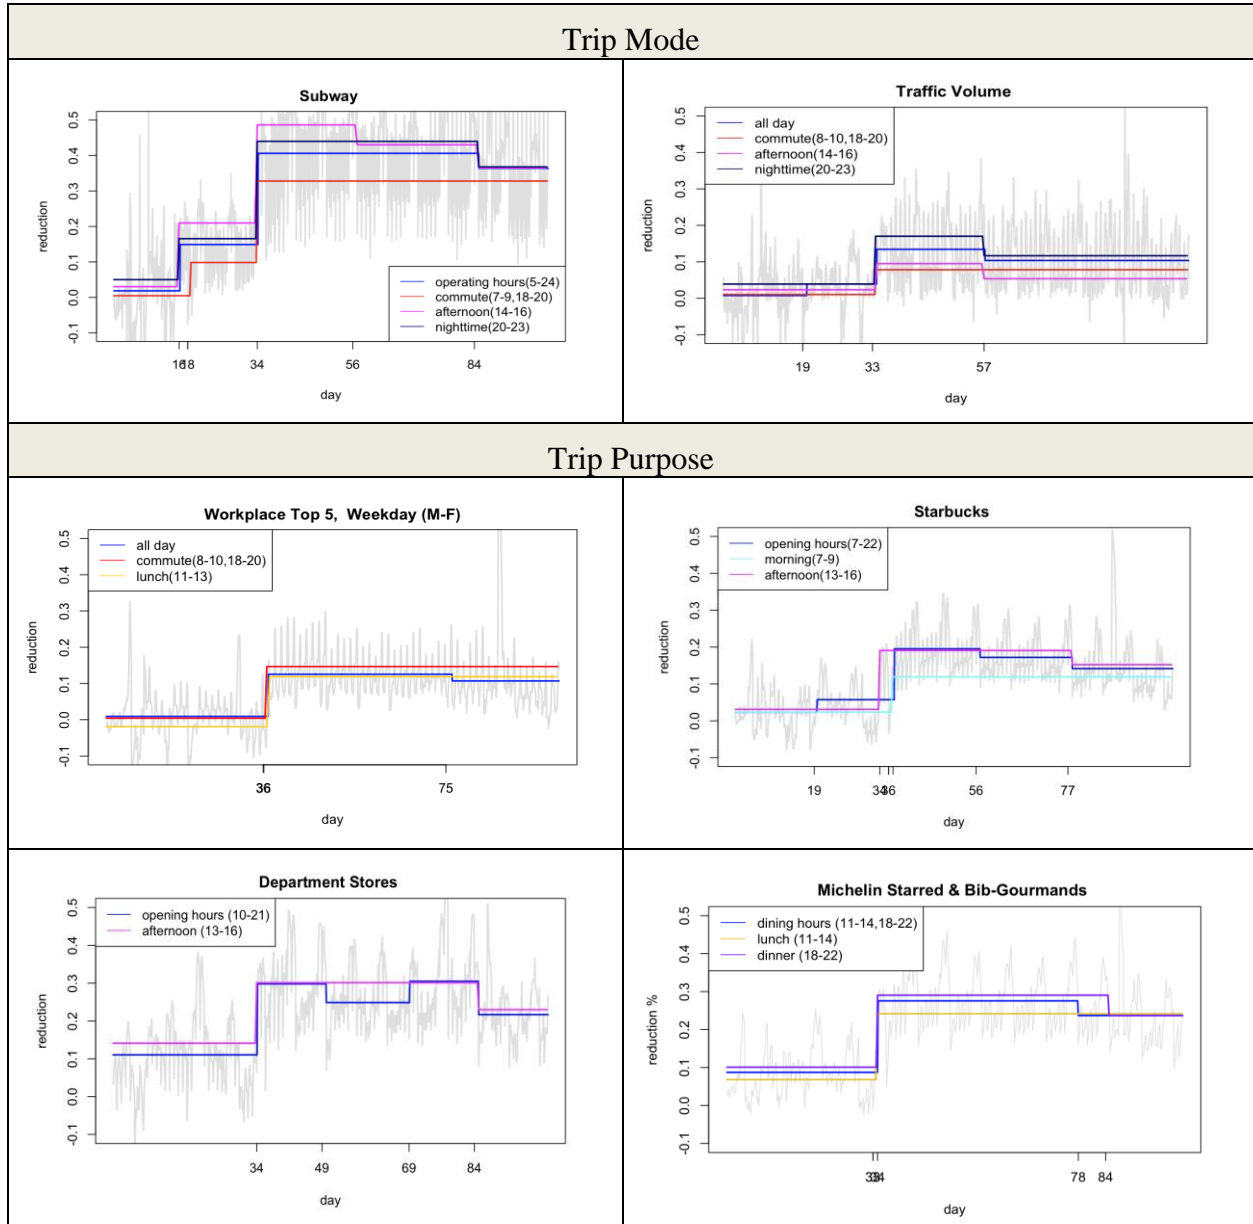 Trip Mode
Subway
reduction
0.5
0.4
0.3
0.2
0.1
0.0
-0.1
operating hours(5-24)
commute(7-9,18-20)
afternoon(14-16)
nighttime(20-23)
34
56
84
day
Traffic Volume
reduction
0.5
0.4
0.3
0.2
0.1
0.0
-0.1
all day
commute(8-10,18-20)
afternoon(14-16)
nighttime(20-23)
19
33
57
day
Trip Purpose
Workplace Top 5, Weekday (M-F)
reduction
0.5
0.4
0.3
0.2
0.1
0.0
-0.1
all day
commute(8-10,18-20)
lunch(11-13)
36
75
day
Starbucks
reduction
0.5
0.4
0.3
0.2
0.1
0.0
-0.1
opening hours(7-22)
morning(7-9)
afternoon(13-16)
19
56
77
day
Department Stores
reduction
0.5
0.4
0.3
0.2
0.1
0.0
-0.1
opening hours (10-21)
afternoon (13-16)
34
49
69
84
day
Michelin Starred & Bib-Gourmands
reduction %
0.5
0.4
0.3
0.2
0.1
0.0
-0.1
dining hours (11-14,18-22)
lunch (11-14)
dinner (18-22)
78
84
day